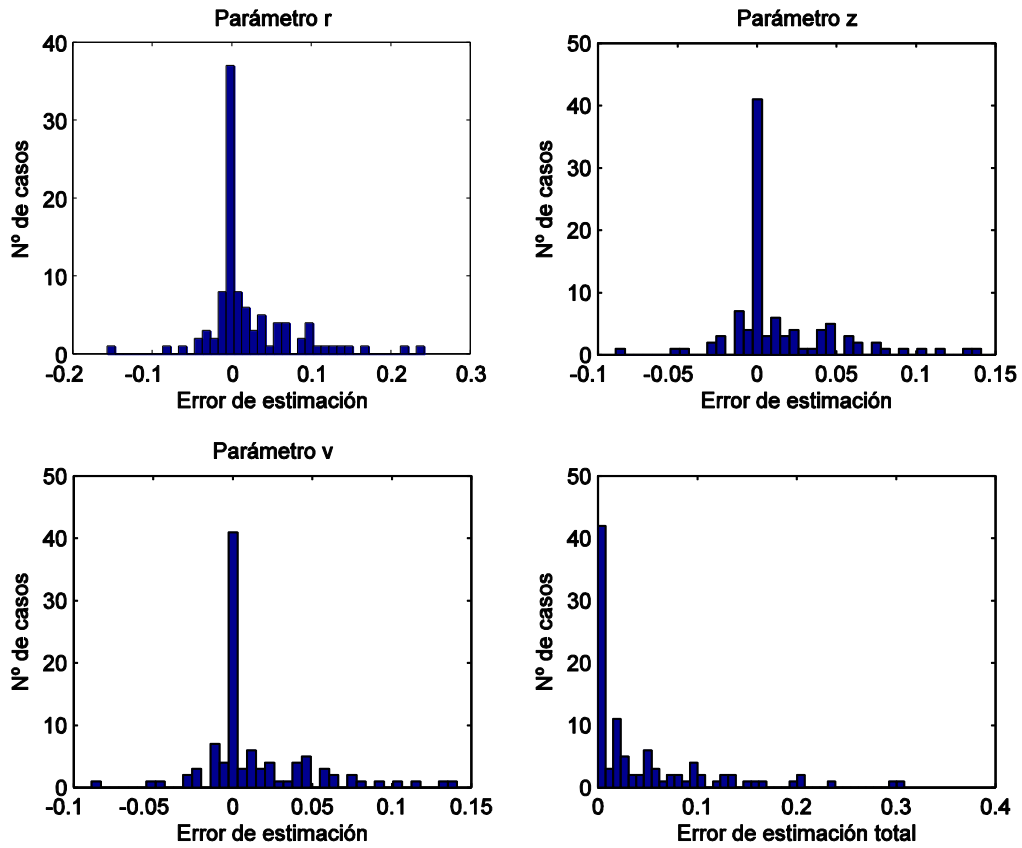 Parámetro r
40
30
20
10
0
Nº de casos
-0.2 -0.1 0 0.1 0.2 0.3
Error de estimación
Parámetro z
50
40
30
20
10
0
Nº de casos
-0.1 -0.05 0 0.05 0.1 0.15
Error de estimación
Parámetro v
50
40
30
20
10
0
Nº de casos
-0.1 -0.05 0 0.05 0.1 0.15
Error de estimación
50
40
30
20
10
0
Nº de casos
0 0.1 0.2 0.3 0.4
Error de estimación total